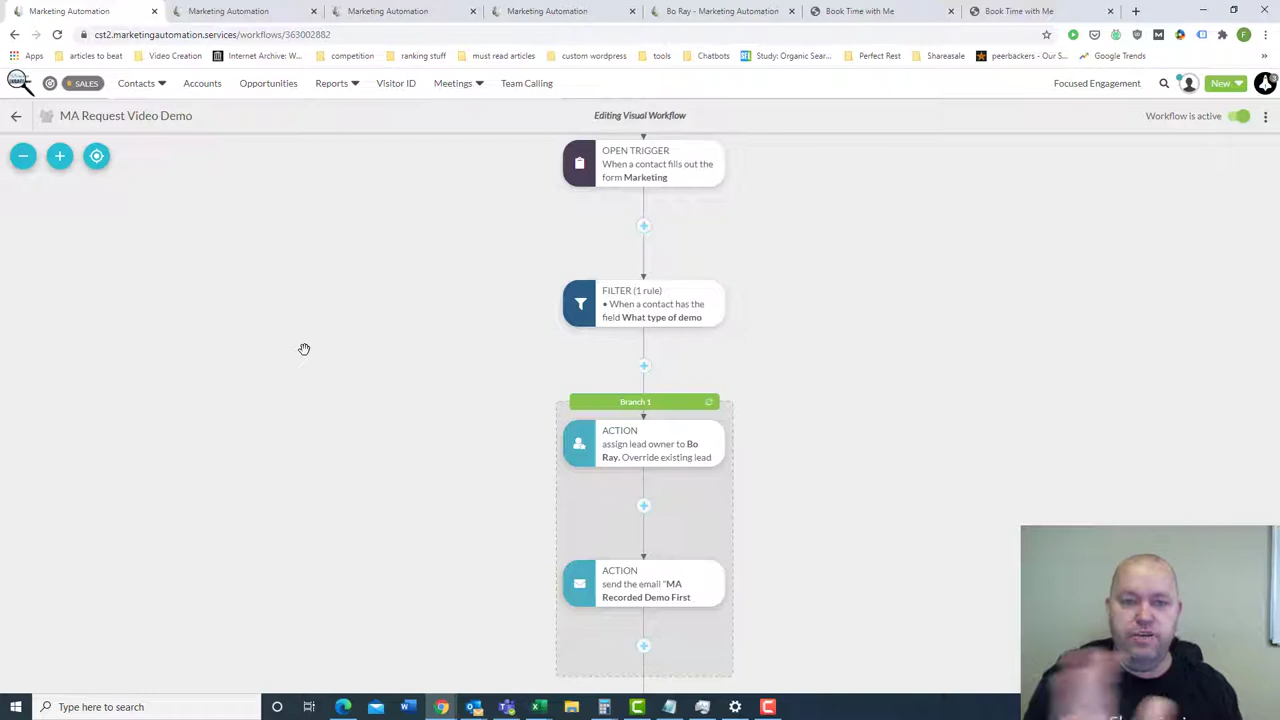 Marketing Automation
Marketing Automation
Marketing Automation
Marketing Automation
Bo Ray - Marketing Automation
Book Time with Me
Book Time with Me
cst2.marketingautomation.services/workflows/363002882
F
Apps
articles to beat
Video Creation
Internet Archive W...
competition
ranking stuff
must read articles
custom wordpress
tools
Chatbots
Study: Organic Sear...
Perfect Rest
Shareasale
peerbackers - Our S...
Google Trends
SALES
Contacts
Accounts
Opportunities
Reports
Visitor ID
Meetings
Team Calling
Focused Engagement
New
MA Request Video Demo
Editing Visual Workflow
Workflow is active
OPEN TRIGGER
When a contact fills out the
form Marketing
FILTER (1 rule)
• When a contact has the
field What type of demo
Branch 1
ACTION
assign lead owner to Bo
Ray. Override existing lead
ACTION
send the email "MA
Recorded Demo First
Type here to search